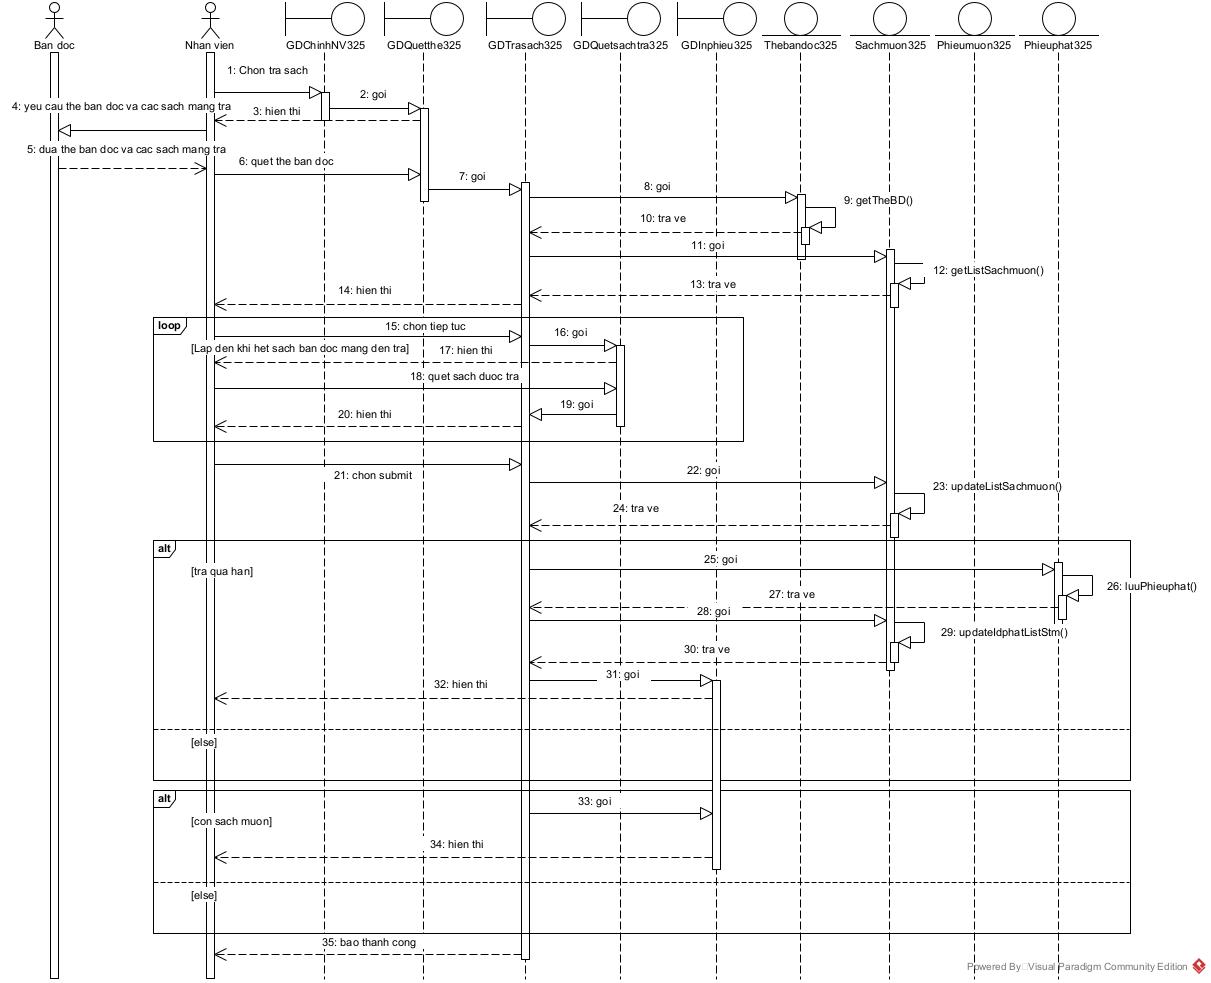 Ban doc
Nhan vien
GDChinhNV325
GDQuetthe325
GDTrasach325
GDQuetsachtra325
GDInphieu325
Thebandoc325
Sachmuon325
Phieumuon325
Phieuphat325
1: Chon tra sach
2: goi
3: hien thi
4: yeu cau the ban doc va cac sach mang tra
5: dua the ban doc va cac sach mang tra
6: quet the ban doc
7: goi
8: goi
9: getTheBD()
10: tra ve
11: goi
12: getListSachmuon()
13: tra ve
14: hien thi
loop
15: chon tiep tuc
16: goi
[Lap den khi het sach ban doc mang den tra]
17: hien thi
18: quet sach duoc tra
19: goi
20: hien thi
21: chon submit
22: goi
23: updateListSachmuon()
24: tra ve
alt
25: goi
[tra qua han]
26: luuPhieuphat()
27: tra ve
28: goi
29: updateIdphatListStm()
30: tra ve
31: goi
32: hien thi
[else]
alt
33: goi
[con sach muon]
34: hien thi
[else]
35: bao thanh cong
Powered By Visual Paradigm Community Edition